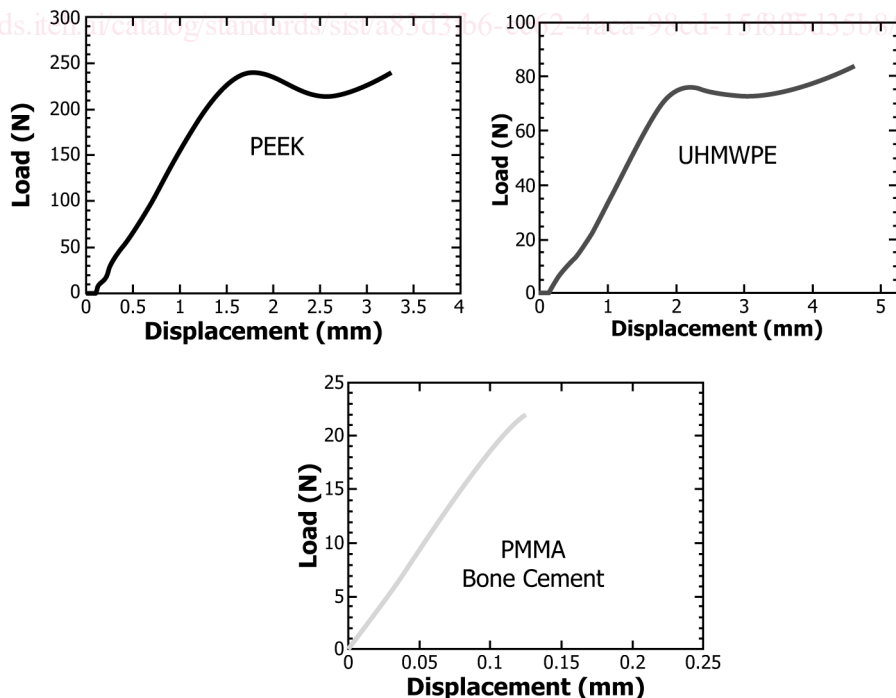 300
250
200
150
100
50
0
Load (N)
PEEK
0 0.5 1 1.5 2 2.5 3 3.5 4
Displacement (mm)
100
80
60
40
20
0
Load (N)
UHMWPE
0 1 2 3 4 5
Displacement (mm)
25
20
15
10
5
0
Load (N)
PMMA
Bone Cement
0 0.05 0.1 0.15 0.2 0.25
Displacement (mm)